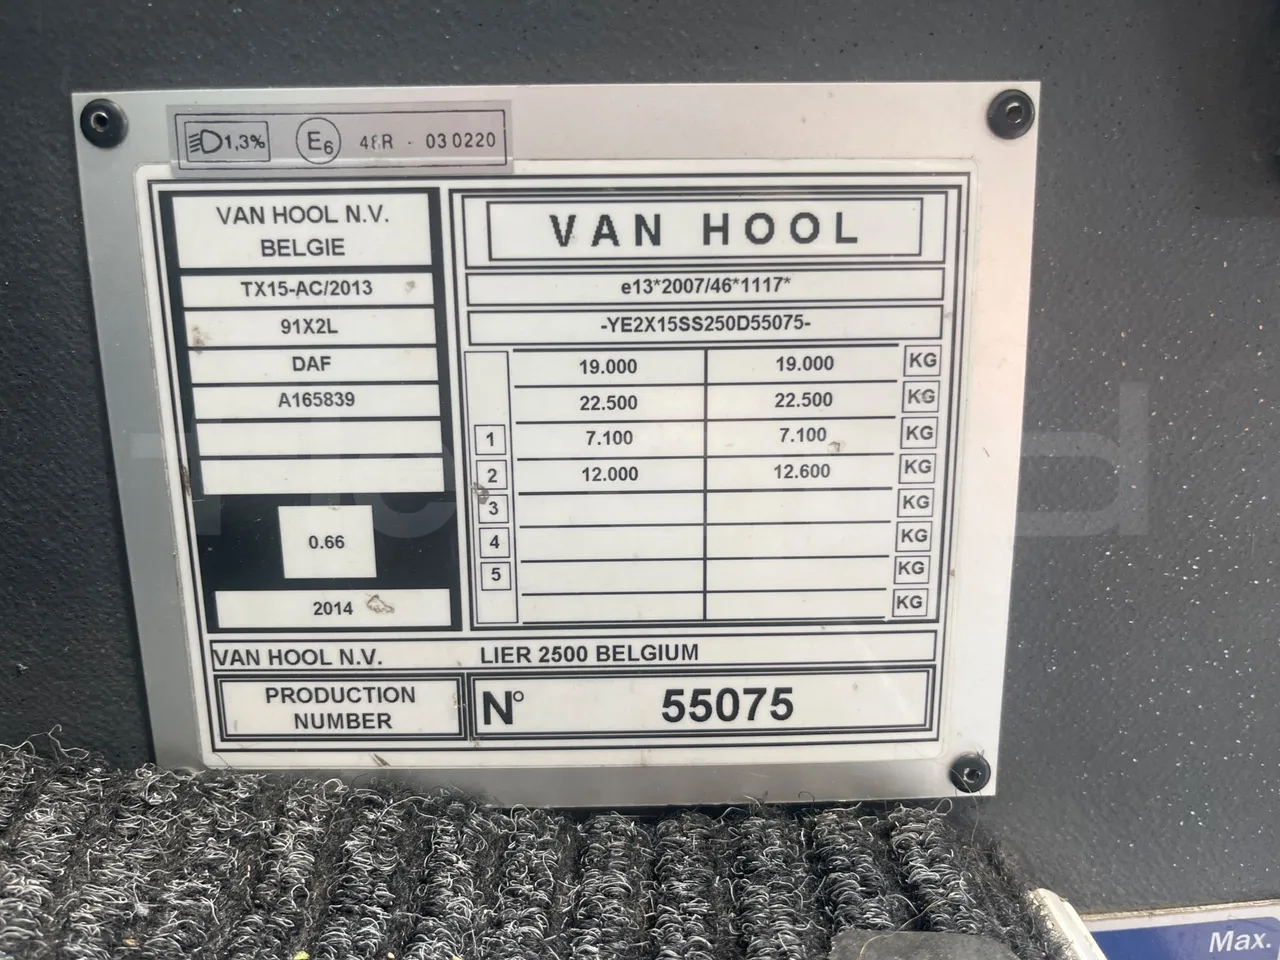 1,3% E6 48R · 03 0220
VAN HOOL N.V.
BELGIE
TX15-AC/2013
91X2L
DAF
A165839
0.66
2014
VAN HOOL
e13*2007/46*1117*
-YE2X15SS250D55075-
19.000 19.000 KG
22.500 22.500 KG
1 7.100 7.100 KG
2 12.000 12.600 KG
3 KG
4 KG
5 KG
KG
VAN HOOL N.V. LIER 2500 BELGIUM
PRODUCTION
NUMBER
N° 55075
Max.